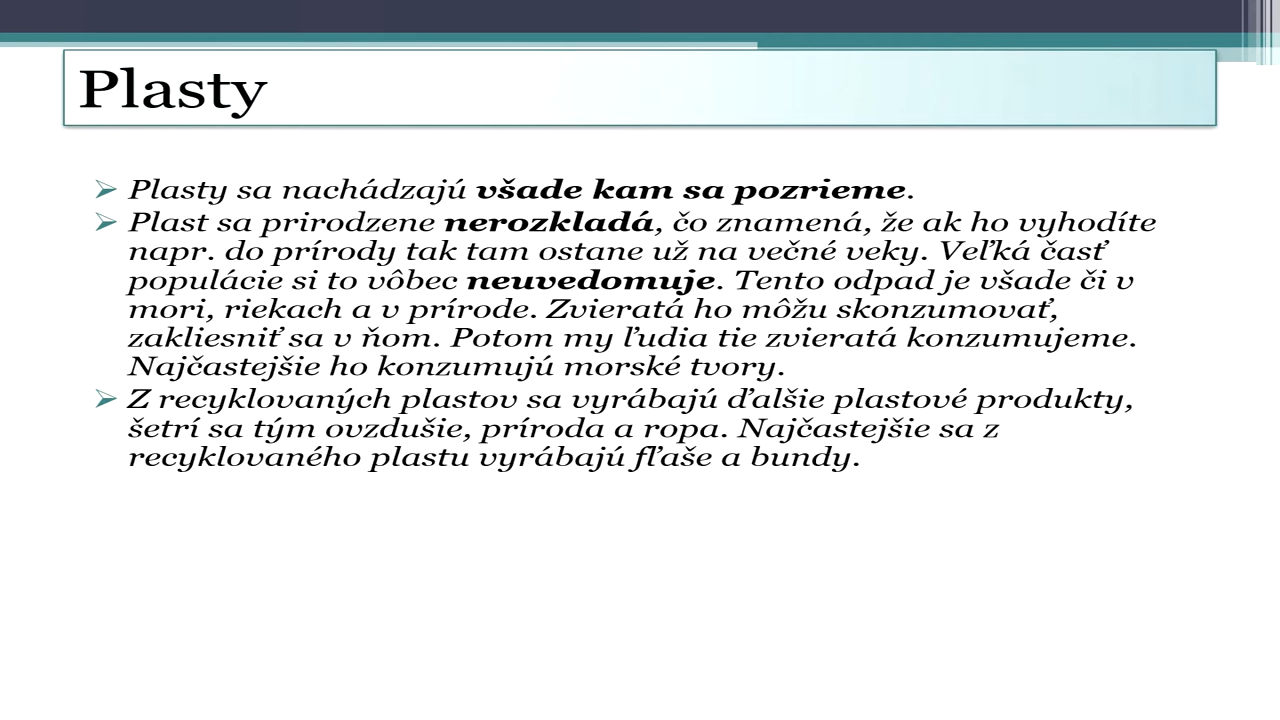 Plasty
Plasty sa nachádzajú všade kam sa pozrieme.
Plast sa prirodzene nerozkladá, čo znamená, že ak ho vyhodíte
napr. do prírody tak tam ostane už na večné veky. Veľká časť
populácie si to vôbec neuvedomuje. Tento odpad je všade či v
mori, riekach a v prírode. Zvieratá ho môžu skonzumovať,
zakliesniť sa v ňom. Potom my ľudia tie zvieratá konzumujeme.
Najčastejšie ho konzumujú morské tvory.
Z recyklovaných plastov sa vyrábajú ďalšie plastové produkty,
šetrí sa tým ovzdušie, príroda a ropa. Najčastejšie sa z
recyklovaného plastu vyrábajú fľaše a bundy.